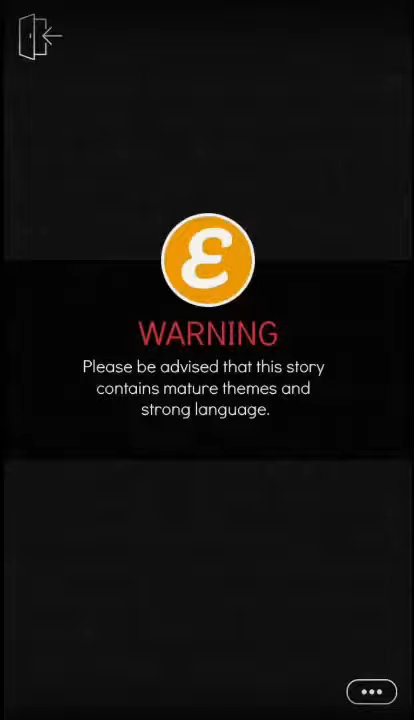 ε
WARNING
Please be advised that this story
contains mature themes and
strong language.